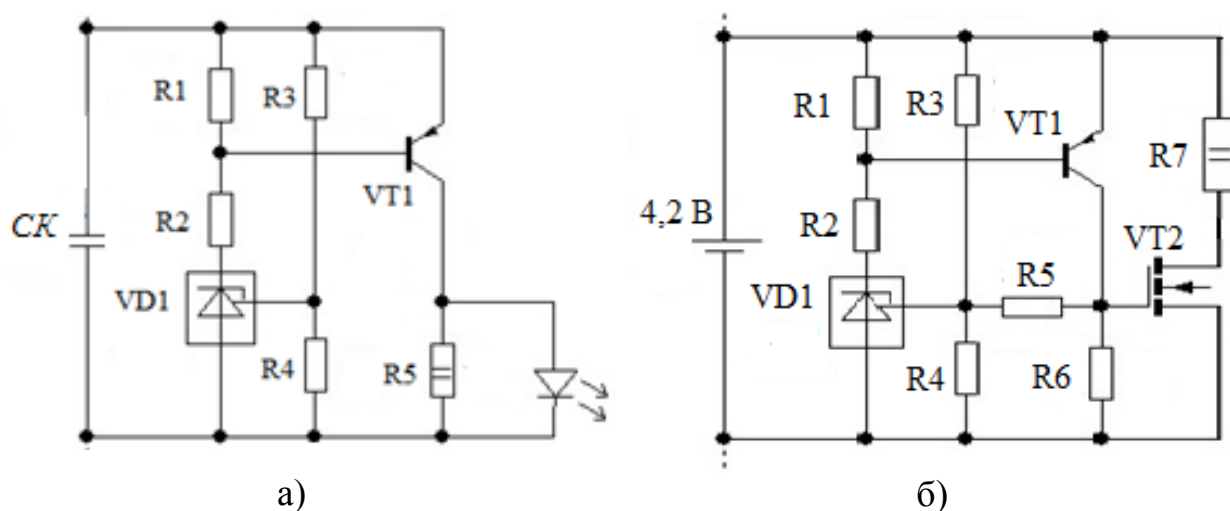 R1
R3
VT1
СК
R2
VD1
R4
R5
а)
R1
R3
VT1
R7
4,2 В
R2
VT2
VD1
R5
R4
R6
б)